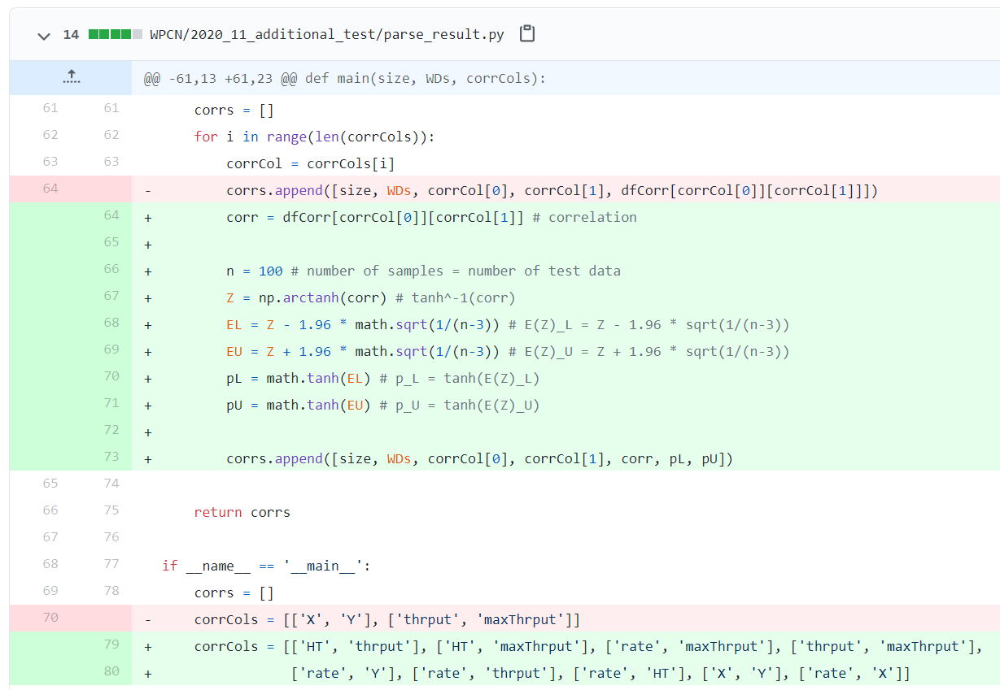 14 WPCN/2020_11_additional_test/parse_result.py
@@ -61,13 +61,23 @@ def main(size, WDs, corrCols):
61 61 corrs = []
62 62 for i in range(len(corrCols)):
63 63 corrCol = corrCols[i]
64 - corrs.append([size, WDs, corrCol[0], corrCol[1], dfCorr[corrCol[0]][corrCol[1]]])
64 + corr = dfCorr[corrCol[0]][corrCol[1]] # correlation
65 +
66 + n = 100 # number of samples = number of test data
67 + Z = np.arctanh(corr) # tanh^-1(corr)
68 + EL = Z - 1.96 * math.sqrt(1/(n-3)) # E(Z)_L = Z - 1.96 * sqrt(1/(n-3))
69 + EU = Z + 1.96 * math.sqrt(1/(n-3)) # E(Z)_U = Z + 1.96 * sqrt(1/(n-3))
70 + pL = math.tanh(EL) # p_L = tanh(E(Z)_L)
71 + pU = math.tanh(EU) # p_U = tanh(E(Z)_U)
72 +
73 + corrs.append([size, WDs, corrCol[0], corrCol[1], corr, pL, pU])
65 74
66 75 return corrs
67 76
68 77 if __name__ == '__main__':
69 78 corrs = []
70 - corrCols = [['X', 'Y'], ['thrput', 'maxThrput']]
79 + corrCols = [['HT', 'thrput'], ['HT', 'maxThrput'], ['rate', 'maxThrput'], ['thrput', 'maxThrput'],
80 + ['rate', 'Y'], ['rate', 'thrput'], ['rate', 'HT'], ['X', 'Y'], ['rate', 'X']]